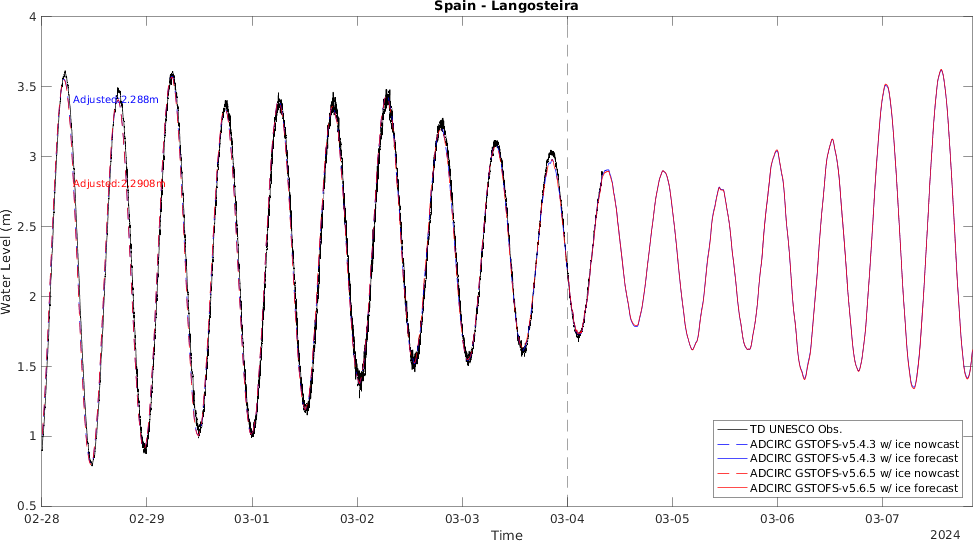 Spain - Langosteira
4
3.5
3
2.5
2
1.5
1
0.5
Water Level (m)
Adjusted:2.288m
Adjusted:2.2908m
TD UNESCO Obs.
ADCIRC GSTOFS-v5.4.3 w/ ice nowcast
ADCIRC GSTOFS-v5.4.3 w/ ice forecast
ADCIRC GSTOFS-v5.6.5 w/ ice nowcast
ADCIRC GSTOFS-v5.6.5 w/ ice forecast
02-28 02-29 03-01 03-02 03-03 03-04 03-05 03-06 03-07
Time
2024